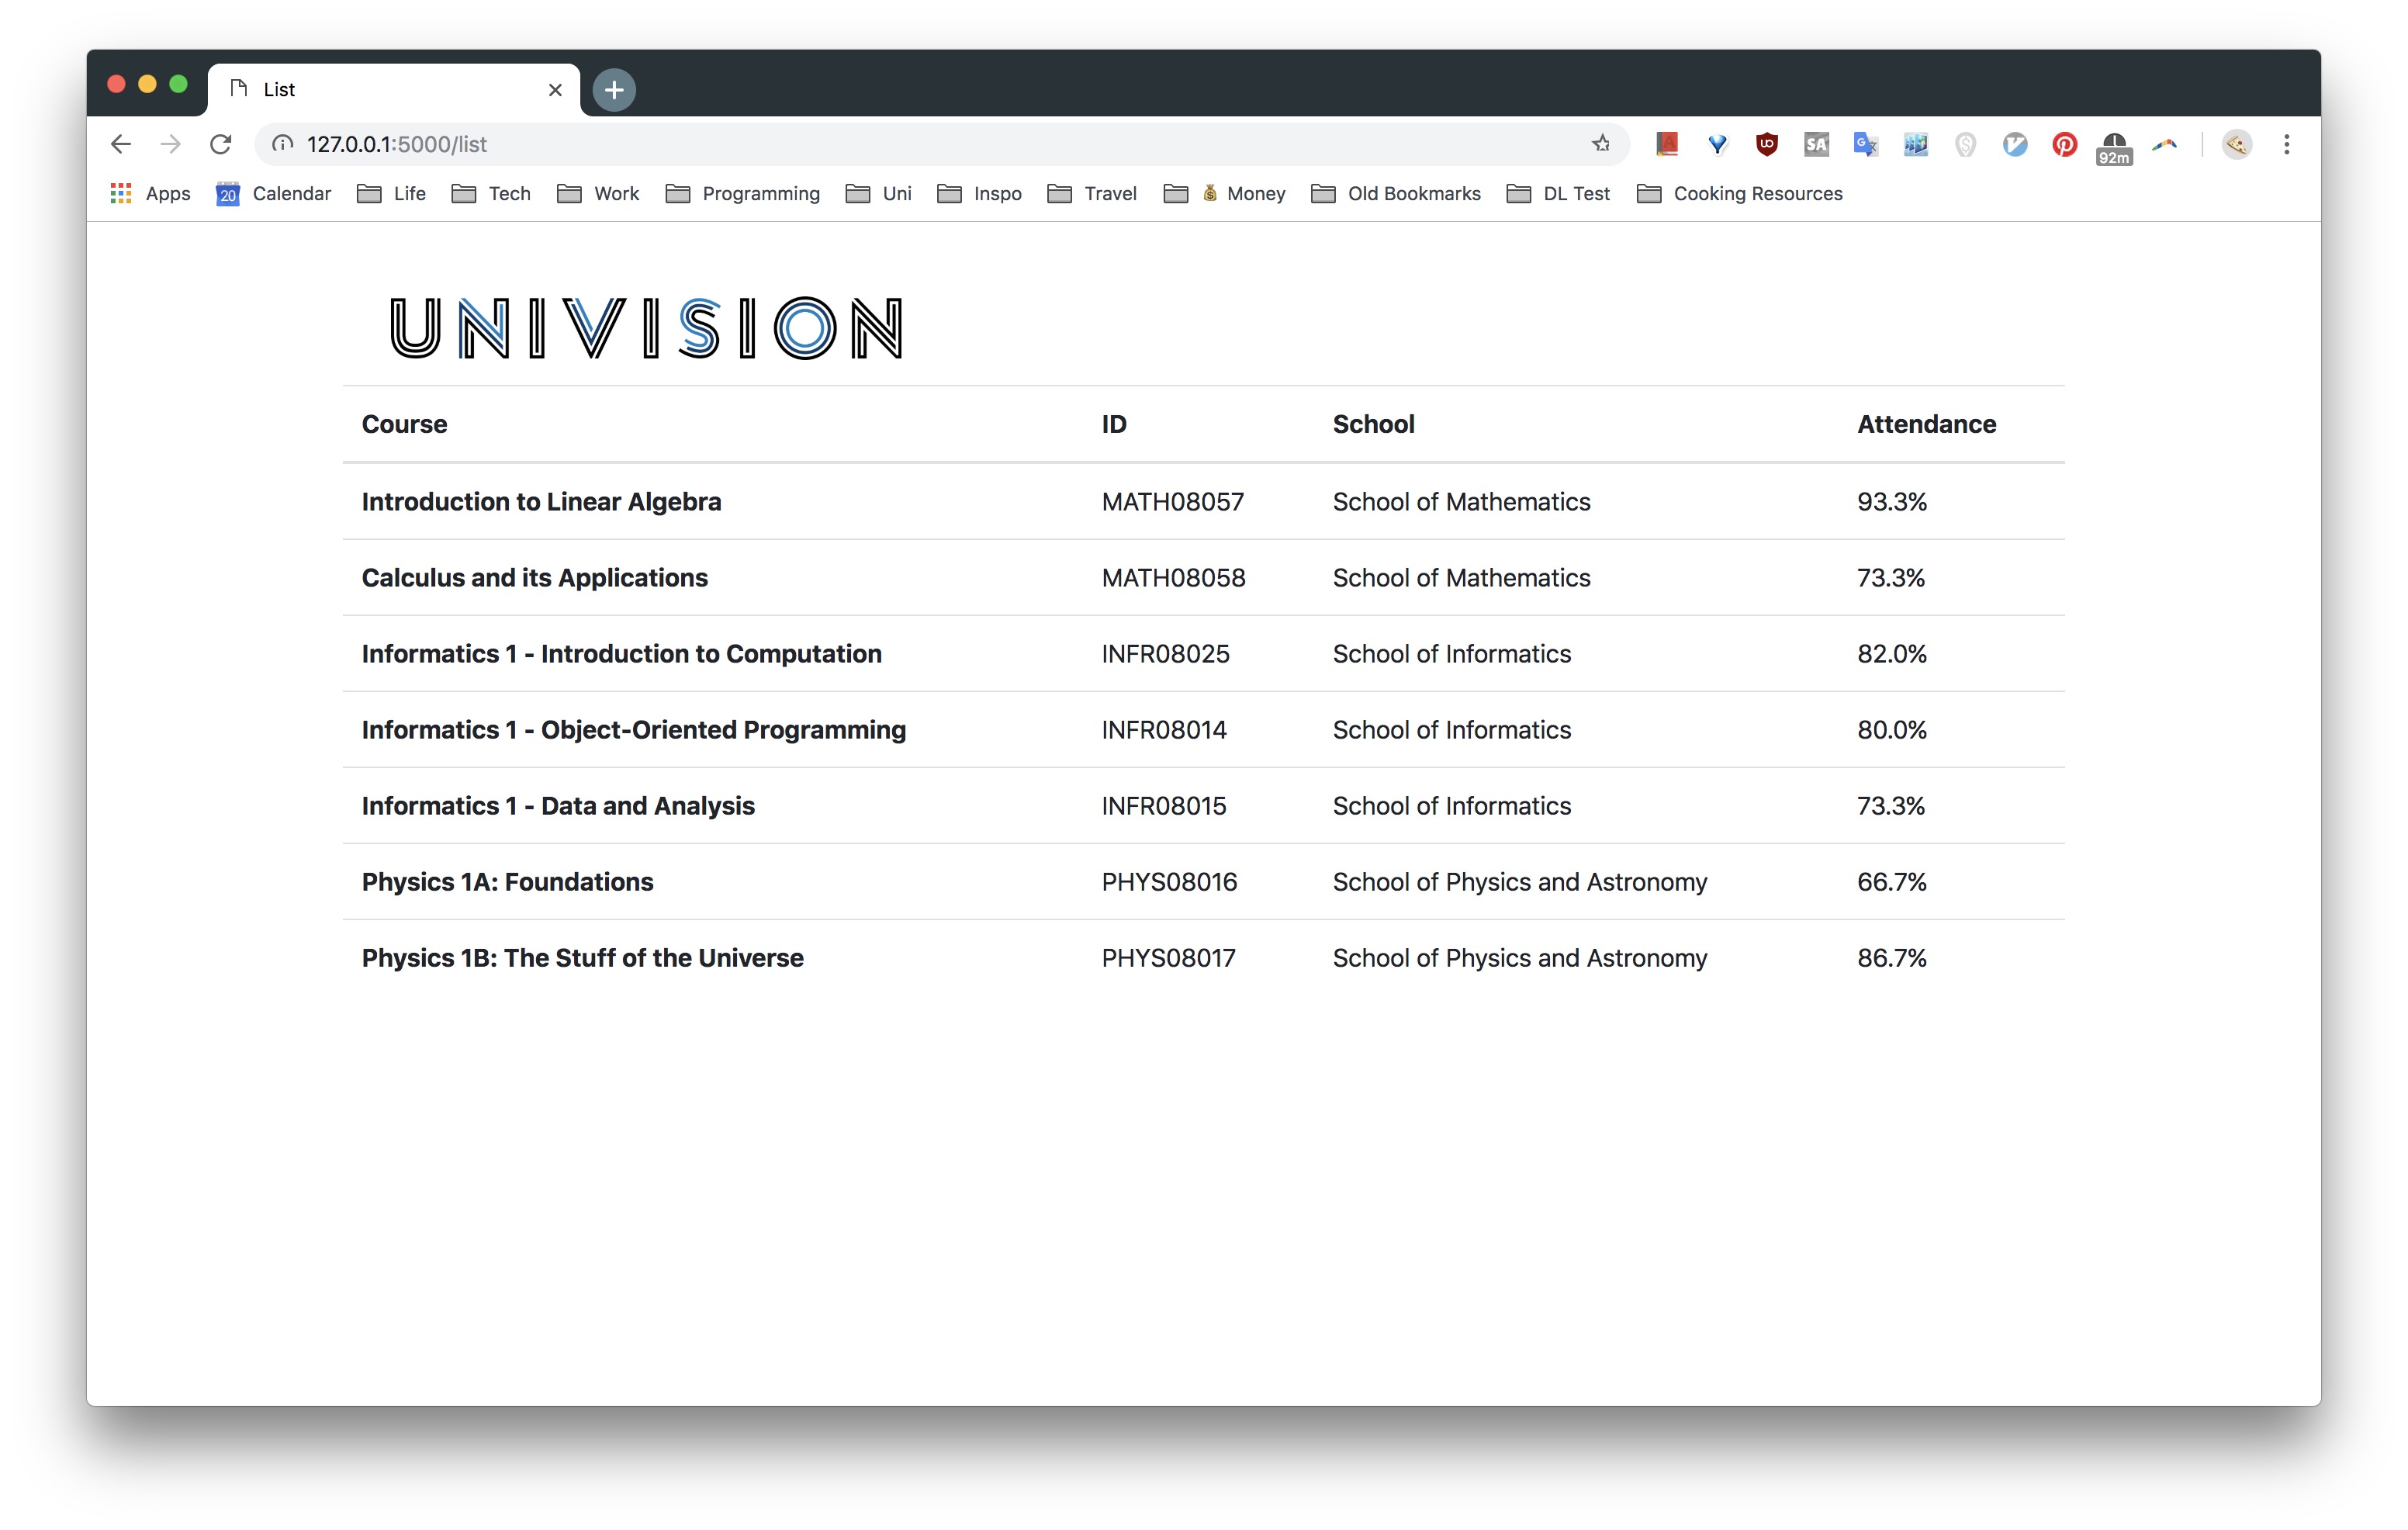 List
127.0.0.1:5000/list
SA
G
92m
Apps 20 Calendar Life Tech Work Programming Uni Inspo Travel Money Old Bookmarks DL Test Cooking Resources
UNIVISION
Course ID School Attendance
Introduction to Linear Algebra MATH08057 School of Mathematics 93.3%
Calculus and its Applications MATH08058 School of Mathematics 73.3%
Informatics 1 - Introduction to Computation INFR08025 School of Informatics 82.0%
Informatics 1 - Object-Oriented Programming INFR08014 School of Informatics 80.0%
Informatics 1 - Data and Analysis INFR08015 School of Informatics 73.3%
Physics 1A: Foundations PHYS08016 School of Physics and Astronomy 66.7%
Physics 1B: The Stuff of the Universe PHYS08017 School of Physics and Astronomy 86.7%